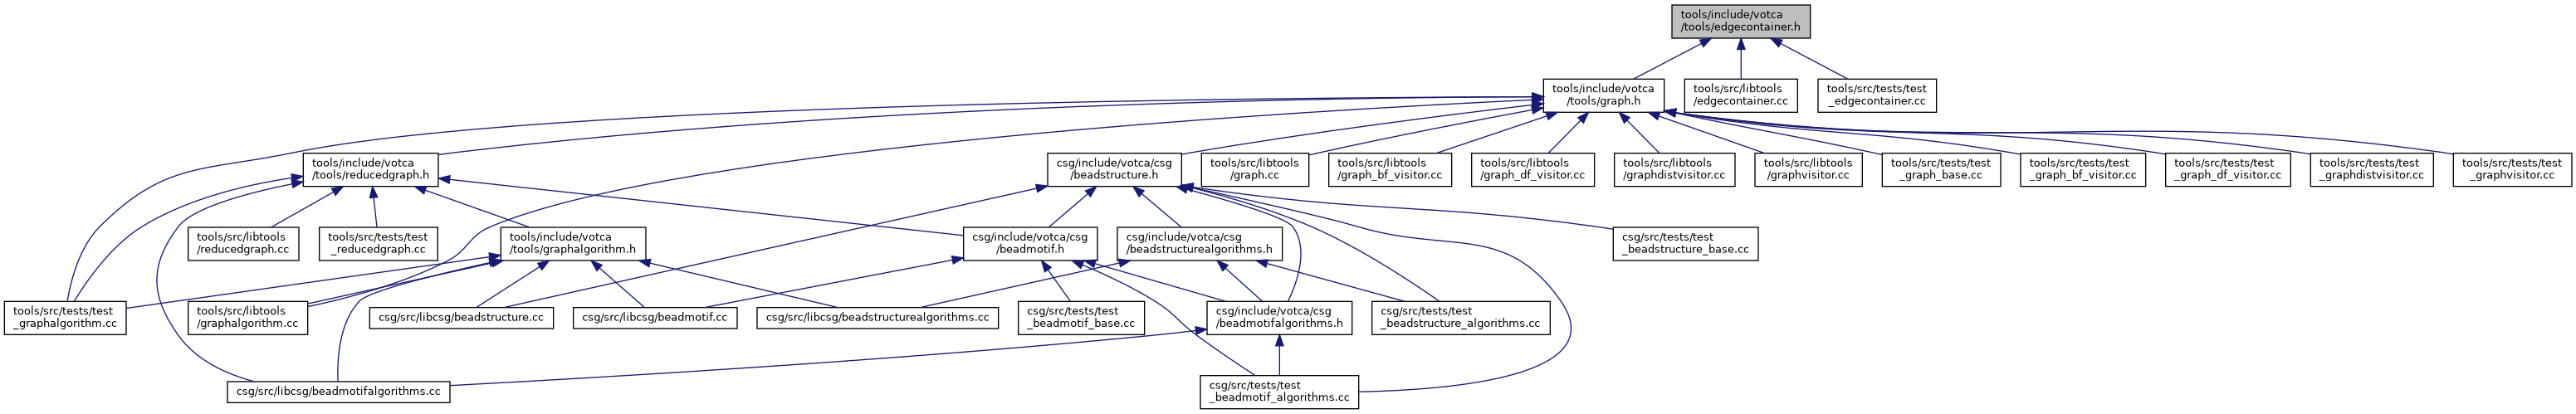 tools/include/votca
/tools/edgecontainer.h
tools/include/votca
/tools/graph.h
tools/src/libtools
/edgecontainer.cc
tools/src/tests/test
_edgecontainer.cc
tools/include/votca
/tools/reducedgraph.h
csg/include/votca/csg
/beadstructure.h
tools/src/libtools
/graph.cc
tools/src/libtools
/graph_bf_visitor.cc
tools/src/libtools
/graph_df_visitor.cc
tools/src/libtools
/graphdistvisitor.cc
tools/src/libtools
/graphvisitor.cc
tools/src/tests/test
_graph_base.cc
tools/src/tests/test
_graph_bf_visitor.cc
tools/src/tests/test
_graph_df_visitor.cc
tools/src/tests/test
_graphdistvisitor.cc
tools/src/tests/test
_graphvisitor.cc
tools/src/libtools
/reducedgraph.cc
tools/src/tests/test
_reducedgraph.cc
tools/include/votca
/tools/graphalgorithm.h
csg/include/votca/csg
/beadmotif.h
csg/include/votca/csg
/beadstructurealgorithms.h
csg/src/tests/test
_beadstructure_base.cc
tools/src/tests/test
_graphalgorithm.cc
tools/src/libtools
/graphalgorithm.cc
csg/src/libcsg/beadstructure.cc
csg/src/libcsg/beadmotif.cc
csg/src/libcsg/beadstructurealgorithms.cc
csg/src/tests/test
_beadmotif_base.cc
csg/include/votca/csg
/beadmotifalgorithms.h
csg/src/tests/test
_beadstructure_algorithms.cc
csg/src/libcsg/beadmotifalgorithms.cc
csg/src/tests/test
_beadmotif_algorithms.cc